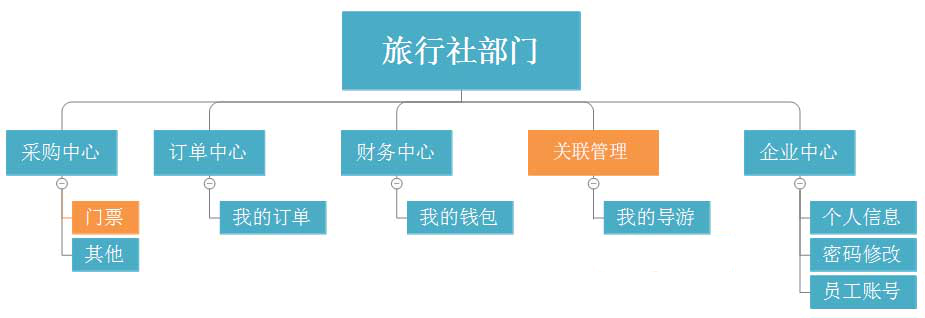 旅行社部门
采购中心
订单中心
财务中心
关联管理
企业中心
门票
我的订单
我的钱包
我的导游
个人信息
其他
密码修改
员工账号